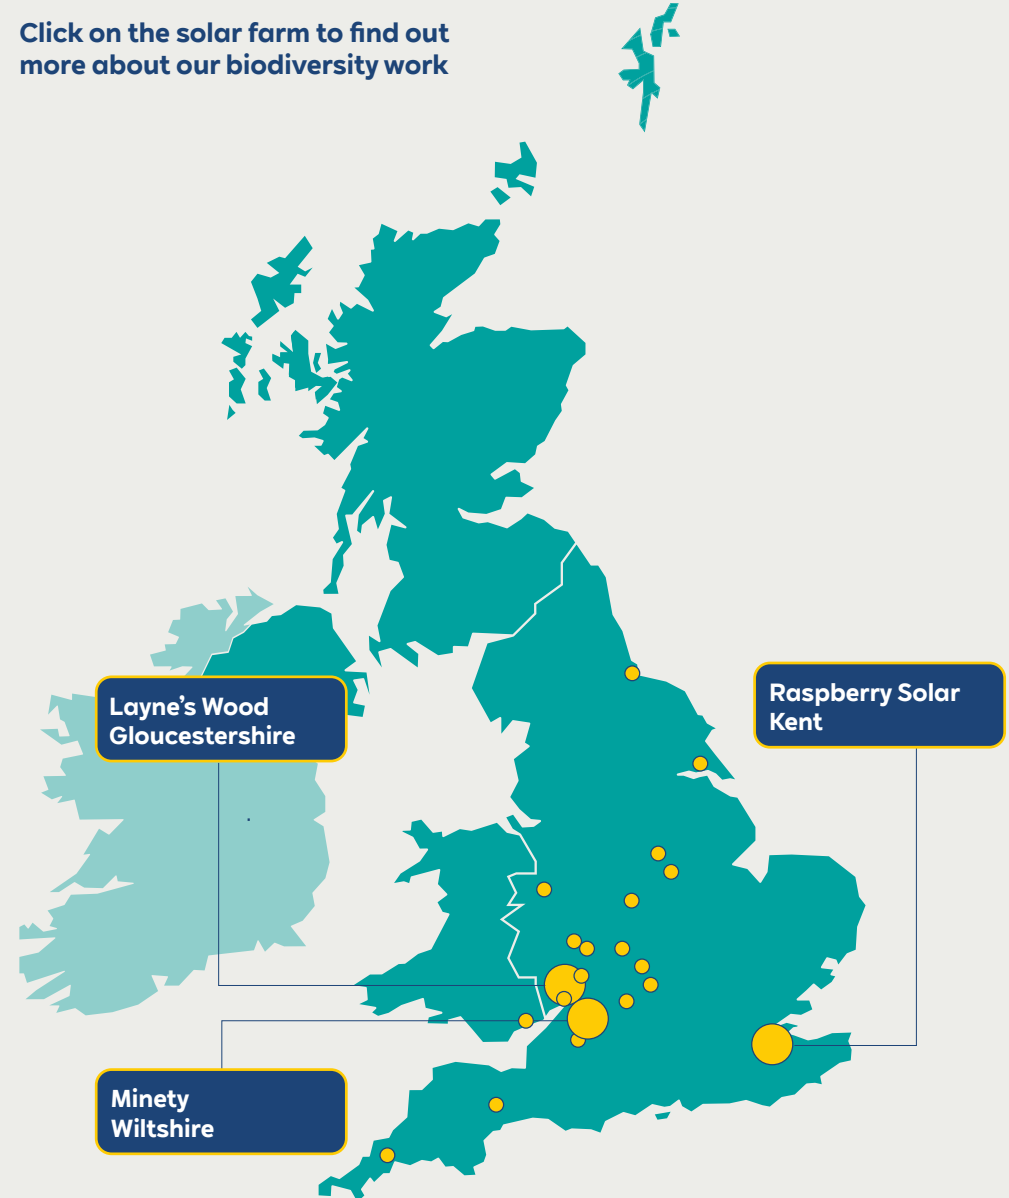 Click on the solar farm to find out
more about our biodiversity work
Layne’s Wood
Gloucestershire
Raspberry Solar
Kent
Minety
Wiltshire